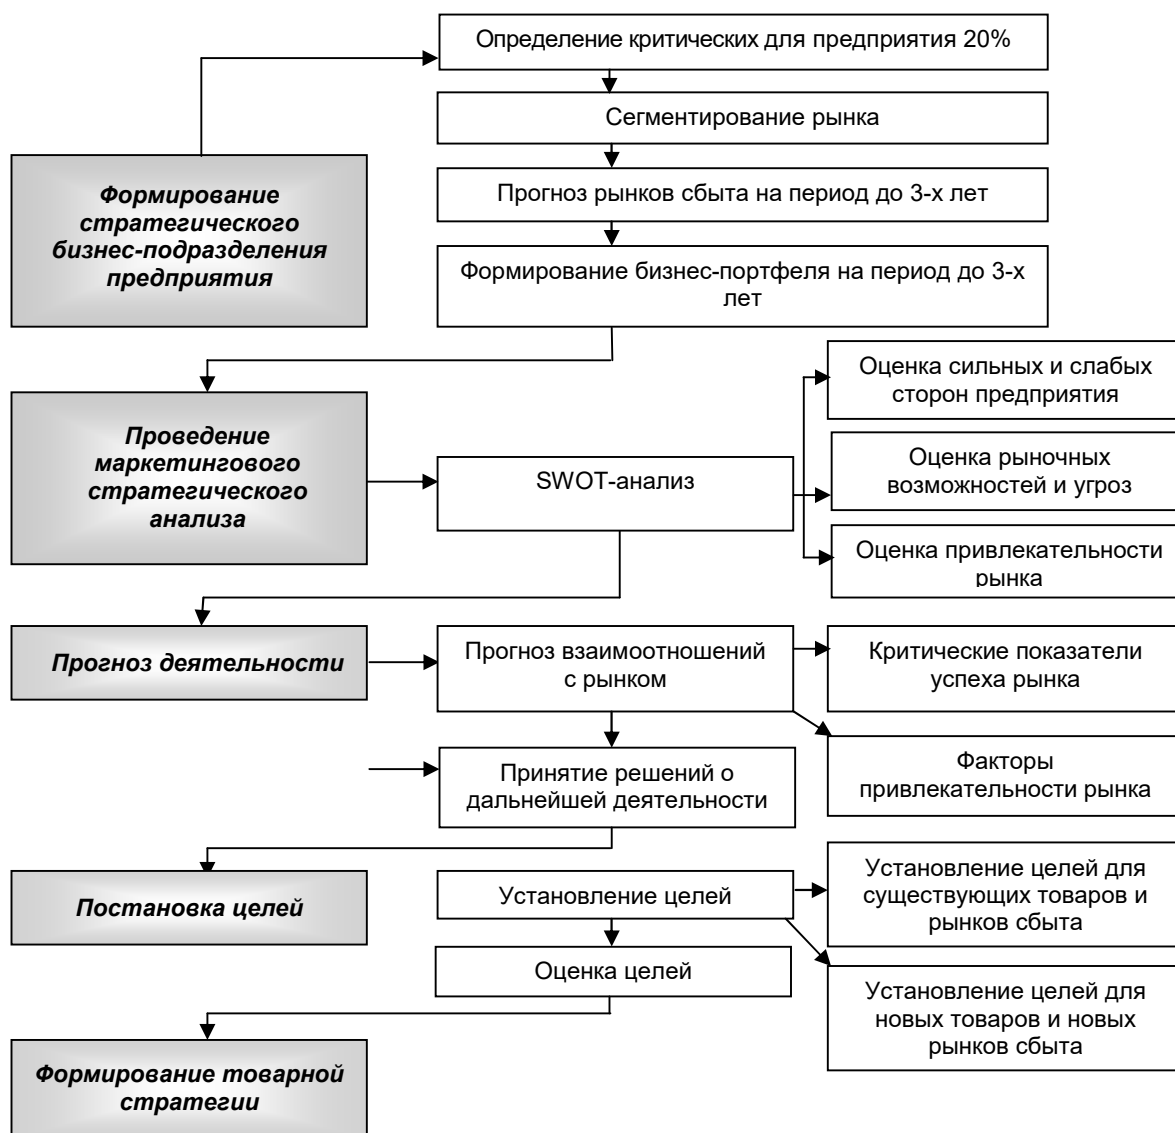 Определение критических для предприятия 20%
Сегментирование рынка
Формирование
стратегического
бизнес-подразделения
предприятия
Прогноз рынков сбыта на период до 3-х лет
Формирование бизнес-портфеля на период до 3-х
лет
Оценка сильных и слабых
сторон предприятия
Проведение
маркетингового
стратегического
анализа
SWOT-анализ
Оценка рыночных
возможностей и угроз
Оценка привлекательности
рынка
Прогноз деятельности
Прогноз взаимоотношений
с рынком
Критические показатели
успеха рынка
Принятие решений о
дальнейшей деятельности
Факторы
привлекательности рынка
Постановка целей
Установление целей
Установление целей для
существующих товаров и
рынков сбыта
Оценка целей
Установление целей для
новых товаров и новых
рынков сбыта
Формирование товарной
стратегии